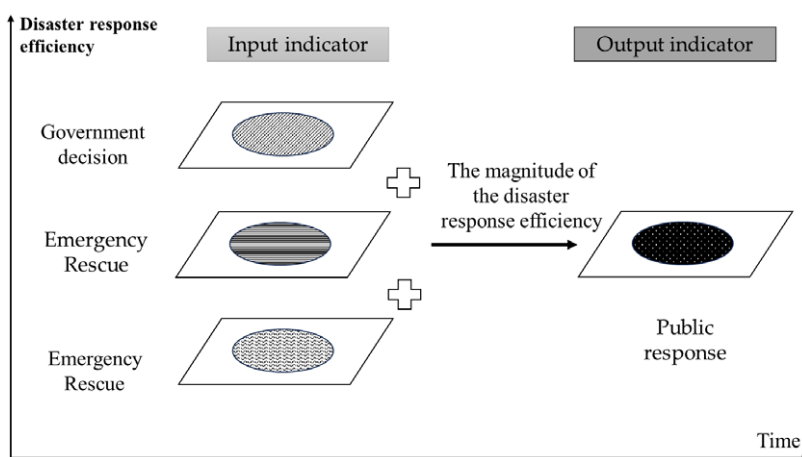 Disaster response
efficiency
Input indicator
Output indicator
Government
decision
The magnitude of
the disaster
response efficiency
Emergency
Rescue
Public
response
Emergency
Rescue
Time